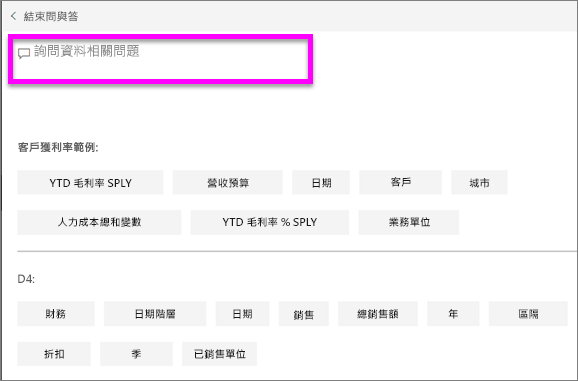 結束問與答
詢問資料相關問題
客戶獲利率範例:
YTD 毛利率 SPLY 營收預算 日期 客戶 城市
人力成本總和變數 YTD 毛利率 % SPLY 業務單位
D4:
財務 日期階層 日期 銷售 總銷售額 年 區隔
折扣 季 已銷售單位